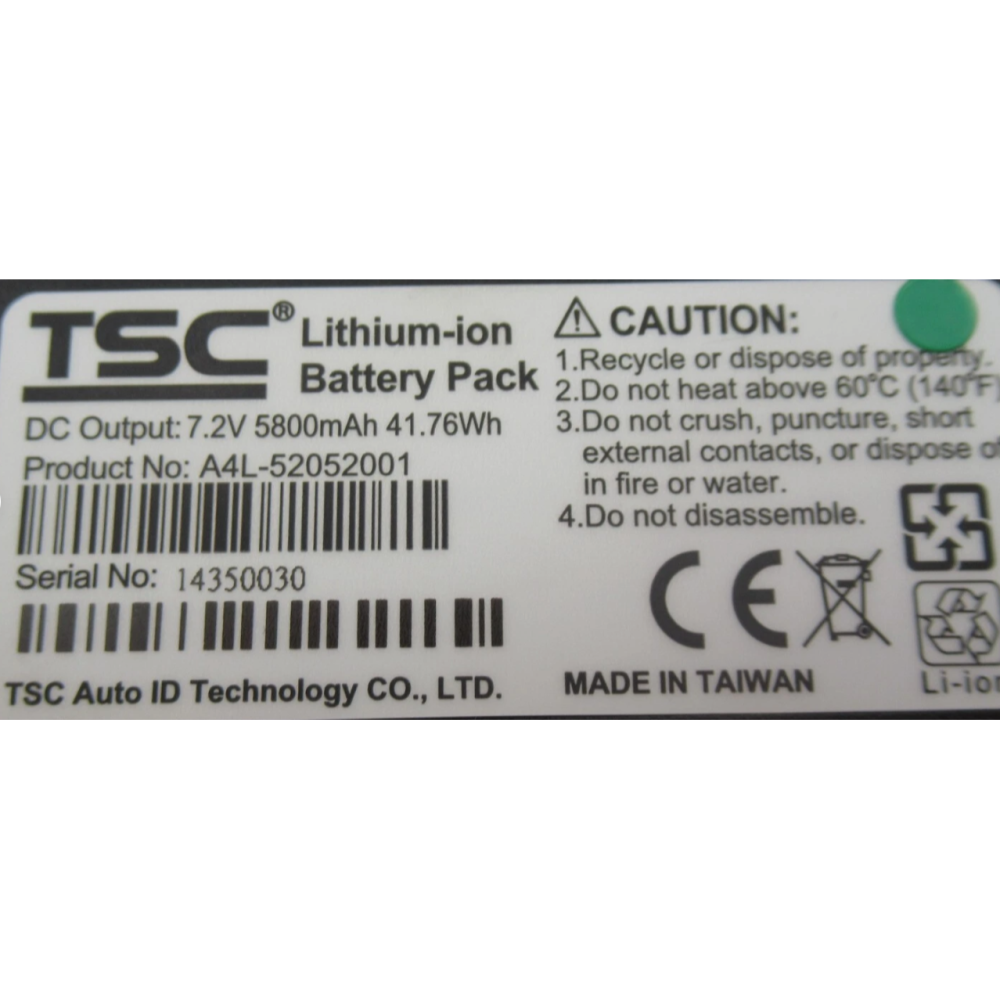 TSC®
Lithium-ion
Battery Pack
DC Output: 7.2V 5800mAh 41.76Wh
Product No: A4L-52052001
Serial No: 14350030
TSC Auto ID Technology CO., LTD.
⚠ CAUTION:
1.Recycle or dispose of properly.
2.Do not heat above 60°C (140°F)
3.Do not crush, puncture, short
external contacts, or dispose of
in fire or water.
4.Do not disassemble.
CE
MADE IN TAIWAN
Li-ion